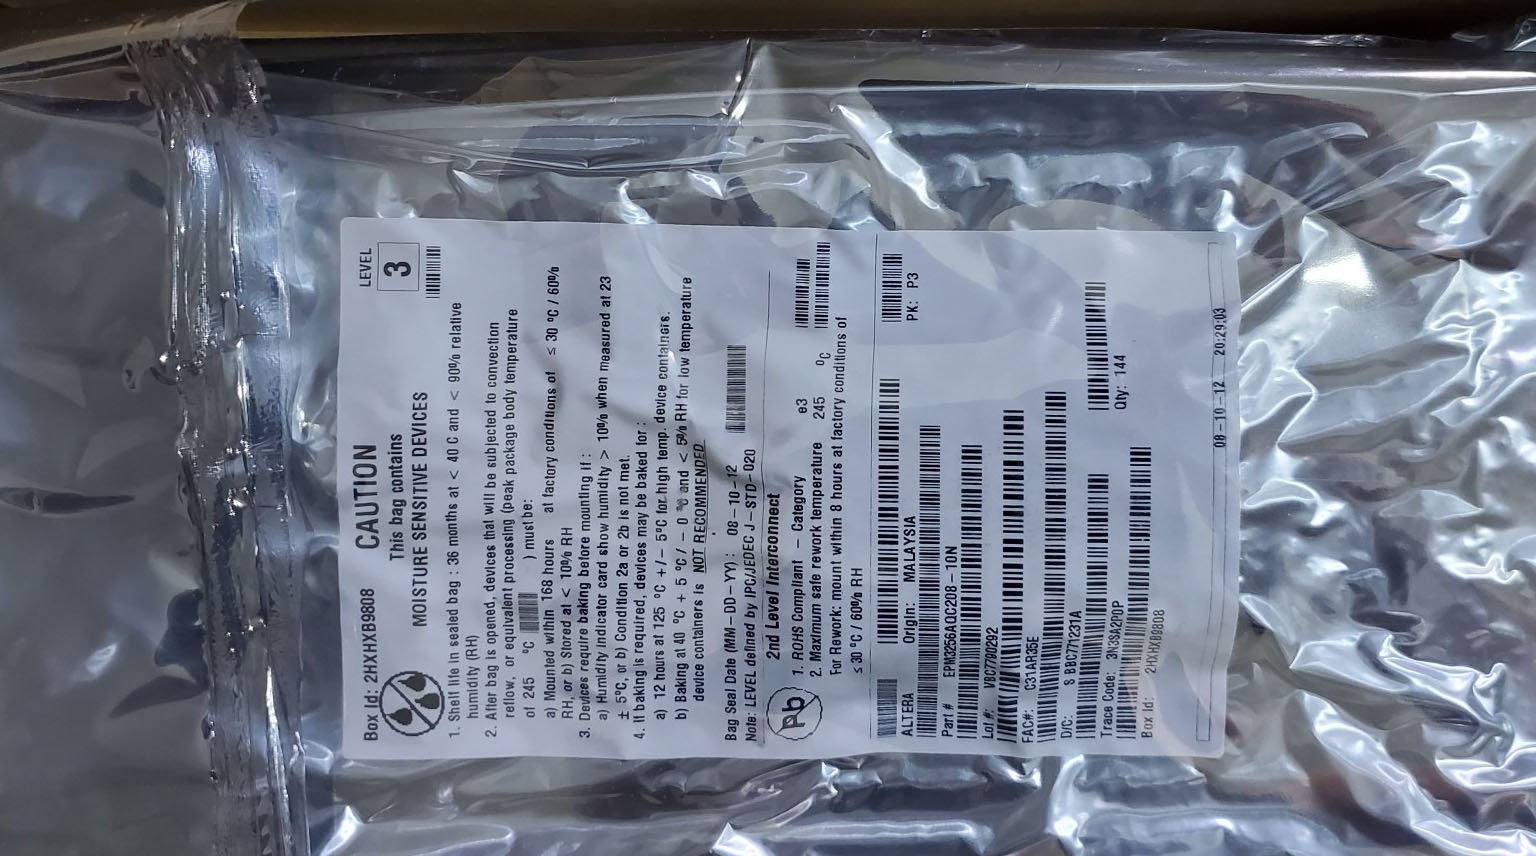 Box Id: 2HXHXB9808
CAUTION
This bag contains
MOISTURE SENSITIVE DEVICES
LEVEL
3
1. Shelf life in sealed bag : 36 months at < 40 C and < 90% relative
humidity (RH)
2. After bag is opened, devices that will be subjected to convection
reflow, or equivalent processing (peak package body temperature
of 245 °C ) must be:
a) Mounted within 168 hours at factory conditions of ≤ 30 ºC / 60%
RH, or b) Stored at < 10% RH
3. Devices require baking before mounting if :
a) Humidity indicator card show humidity > 10% when measured at 23
± 5°C, or b) Condition 2a or 2b is not met.
4. If baking is required, devices may be baked for :
a) 12 hours at 125 °C +/- 5°C for high temp. device containers.
b) Baking at 40 °C + 5 °C / - 0 °c and < 5% RH for low temperature
device containers is NOT RECOMMENDED
Bag Seal Date (MM-DD-YY) : 08-10-12
Note: LEVEL defined by IPC/JEDEC J-STD-020
2nd Level Interconnect
Pb
1. ROHS Compliant - Category e3
2. Maximum safe rework temperature 245 ºC
For Rework: mount within 8 hours at factory conditions of
≤ 30 °C / 60% RH
ALTERA Origin: MALAYSIA PK: P3
Part # EPM3256AQC208-10N
Lot #: V6C7790292
FAC#: C31AR35E
D/C: S DBC771231A
Trace Code: 3N3SA2P0P Qty: 144
Box Id: 2HXHXB9808
08-10-12 20:29:03